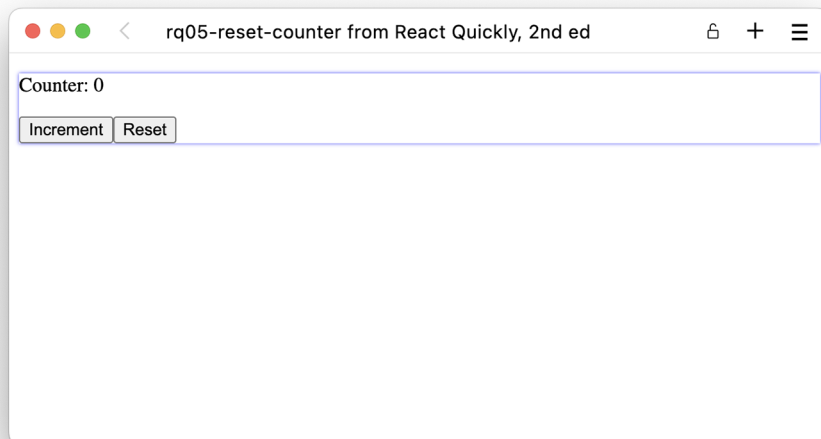 rq05-reset-counter from React Quickly, 2nd ed
Counter: 0
Increment Reset